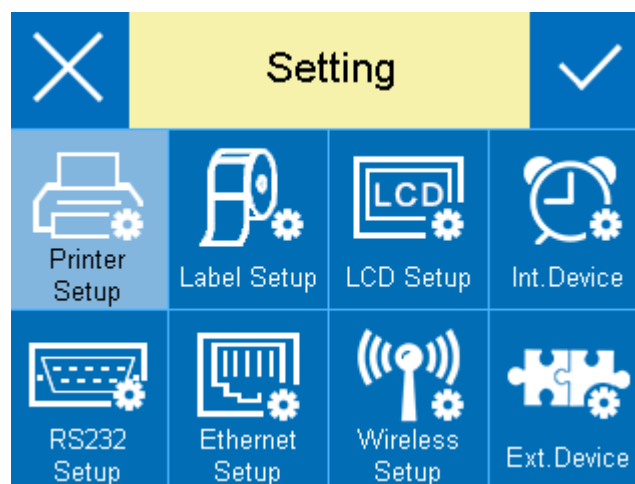 Setting
Printer
Setup
Label Setup
LCD
LCD Setup
Int.Device
RS232
Setup
Ethernet
Setup
Wireless
Setup
Ext.Device